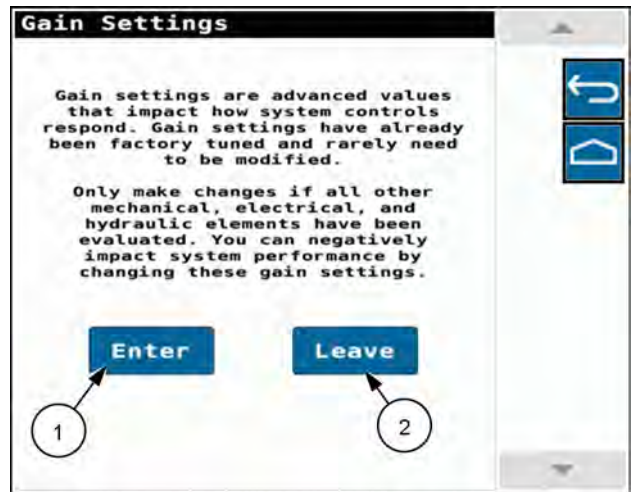 Gain Settings
Gain settings are advanced values
that impact how system controls
respond. Gain settings have already
been factory tuned and rarely need
to be modified.
Only make changes if all other
mechanical, electrical, and
hydraulic elements have been
evaluated. You can negatively
impact system performance by
changing these gain settings.
Enter Leave
1 2